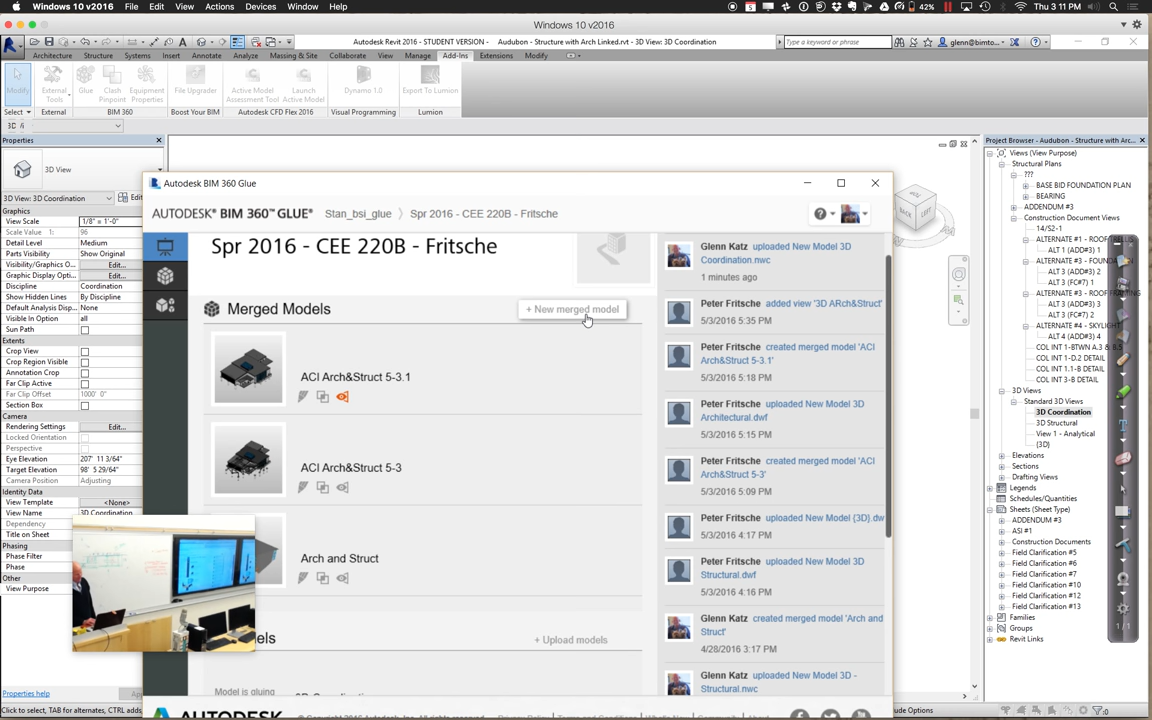 Windows 10 v2016 File Edit View Actions Devices Window Help
42% Thu 3 11 PM
Windows 10 v2016
Autodesk Revit 2016 - STUDENT VERSION - Audubon - Structure with Arch Linked.rvt - 3D View: 3D Coordination
Type a keyword or phrase
glenn@bimto...
Architecture Structure Systems Insert Annotate Analyze Massing & Site Collaborate View Manage Add-Ins Extensions Modify
Modify
External Tools
Glue
Clash Pinpoint
Equipment Properties
File Upgrader
Active Model Assessment Tool
Launch Active Model
Dynamo 1.0
Export To Lumion
Select External BIM 360 Boost Your BIM Autodesk CFD Flex 2016 Visual Programming Lumion
Properties
3D View
3D View: 3D Coordination Edit
Graphics
View Scale 1/8" = 1'-0"
Scale Value 1: 96
Detail Level Medium
Parts Visibility Show Original
Visibility/Graphics O... Edit...
Graphic Display Opti... Edit...
Discipline Coordination
Show Hidden Lines By Discipline
Default Analysis Disp... None
Visible In Option all
Sun Path
Extents
Crop View
Crop Region Visible
Annotation Crop
Far Clip Active
Far Clip Offset 1000' 0"
Section Box
Camera
Rendering Settings Edit...
Locked Orientation
Perspective
Eye Elevation 207' 11 3/64"
Target Elevation 98' 5 29/64"
Camera Position Adjusting
Identity Data
View Template <None>
View Name 3D Coordination
Dependency
Title on Sheet
Phasing
Phase Filter
Phase
Other
View Purpose
Properties help
Click to select, TAB for alternates, CTRL adds,
Autodesk BIM 360 Glue
AUTODESK® BIM 360™ GLUE® Stan_bsi_glue Spr 2016 - CEE 220B - Fritsche
Spr 2016 - CEE 220B - Fritsche
Merged Models
+ New merged model
ACI Arch&Struct 5-3.1
ACI Arch&Struct 5-3
Arch and Struct
+ Upload models
Model is gluing
AUTODESK
Glenn Katz uploaded New Model 3D
Coordination.nwc
1 minutes ago
Peter Fritsche added view '3D ARch&Struct'
5/3/2016 5:35 PM
Peter Fritsche created merged model 'ACI
Arch&Struct 5-3.1'
5/3/2016 5:18 PM
Peter Fritsche uploaded New Model 3D
Architectural.dwf
5/3/2016 5:15 PM
Peter Fritsche created merged model 'ACI
Arch&Struct 5-3'
5/3/2016 5:09 PM
Peter Fritsche uploaded New Model {3D}.dw
5/3/2016 4:17 PM
Peter Fritsche uploaded New Model 3D
Structural.dwf
5/3/2016 4:16 PM
Glenn Katz created merged model 'Arch and
Struct'
4/28/2016 3:17 PM
Glenn Katz uploaded New Model 3D -
Structural.nwc
BACK LEFT
Project Browser - Audubon - Structure with Arc...
Views (View Purpose)
Structural Plans
???
BASE BID FOUNDATION PLAN
BEARING
ADDENDUM #3
Construction Document Views
14/S2-1
ALTERNATE #1 - ROOF
ALT 1 (ADD#3) 1
ALTERNATE #3 - FOUN
ALT 3 (ADD#3) 2
ALT 3 (FC#7) 1
ALTERNATE #3 - ROOF FRAMING
ALT 3 (ADD#3) 3
ALT 3 (FC#7) 2
ALTERNATE #4 - SKYLIGH
ALT 4 (ADD#3) 4
COL INT 1-BTWN A.3 & B.5
COL INT 1-D.2 DETAIL
COL INT 1.1-B DETAIL
COL INT 3-B DETAIL
3D Views
Standard 3D Views
3D Coordination
3D Structural
View 1 - Analytical
{3D}
Elevations
Sections
Drafting Views
Legends
Schedules/Quantities
Sheets (Sheet Type)
ADDENDUM #3
ASI #1
Construction Documents
Field Clarification #5
Field Clarification #6
Field Clarification #7
Field Clarification #10
Field Clarification #12
Field Clarification #13
Families
Groups
Revit Links
1 / 1
ude Options